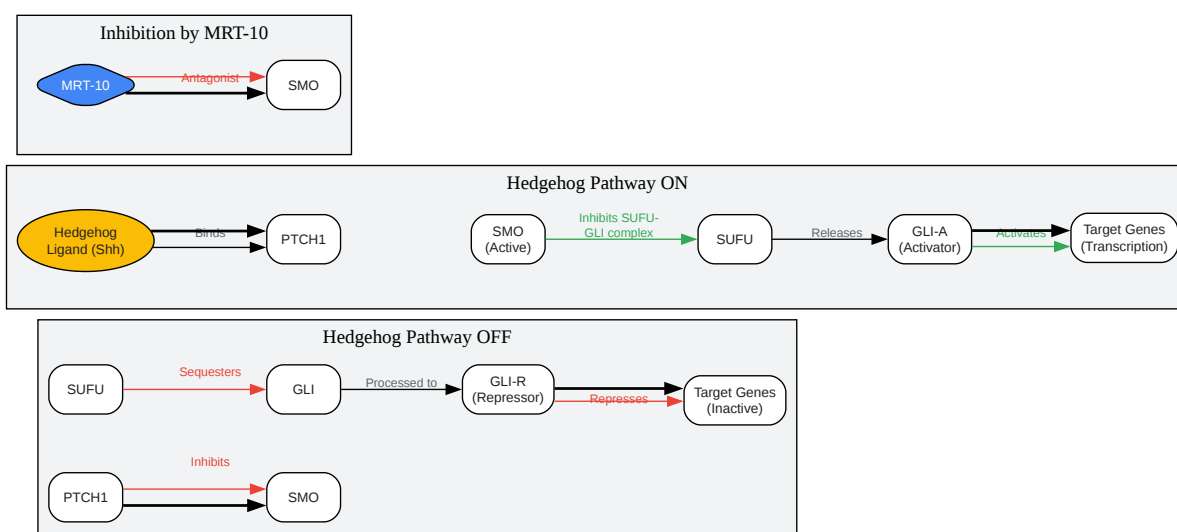 Inhibition by MRT-10
MRT-10
Antagonist
SMO
Hedgehog Pathway ON
Hedgehog
Ligand (Shh)
Binds
PTCH1
SMO
(Active)
Inhibits SUFU-
GLI complex
SUFU
Releases
GLI-A
(Activator)
Activates
Target Genes
(Transcription)
Hedgehog Pathway OFF
SUFU
Sequesters
GLI
Processed to
GLI-R
(Repressor)
Represses
Target Genes
(Inactive)
PTCH1
Inhibits
SMO